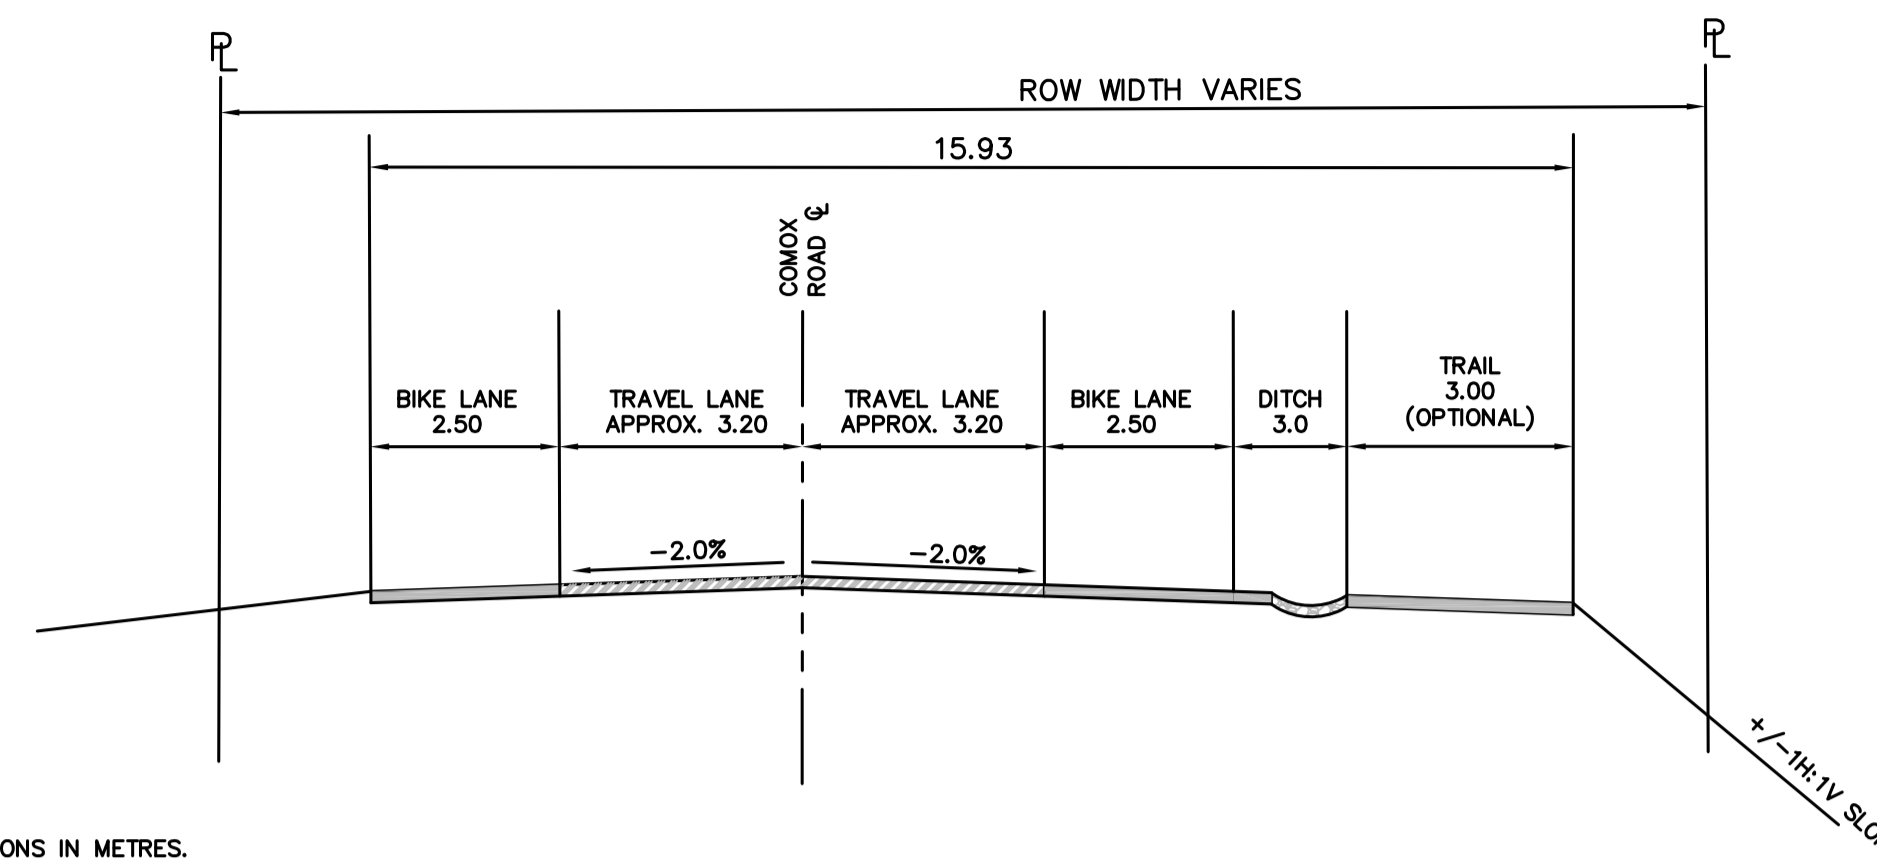 PL
PL
ROW WIDTH VARIES
15.93
COMOX
ROAD CL
BIKE LANE
2.50
TRAVEL LANE
APPROX. 3.20
TRAVEL LANE
APPROX. 3.20
BIKE LANE
2.50
DITCH
3.0
TRAIL
3.00
(OPTIONAL)
-2.0%
-2.0%
+/-1H:1V
ONS IN METRES.